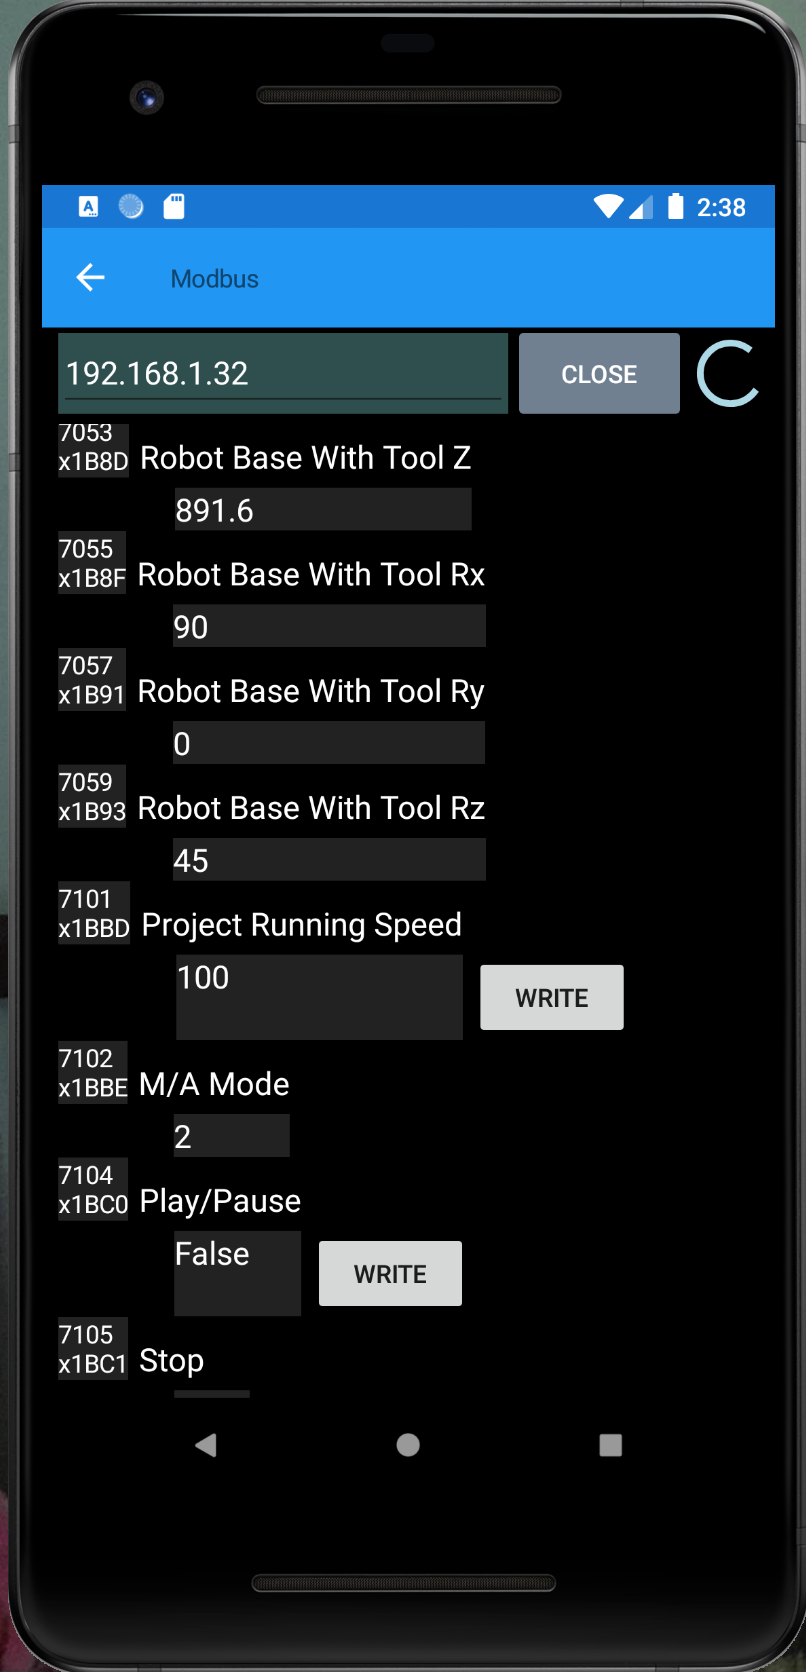 2:38
Modbus
192.168.1.32
CLOSE
7053
x1B8D
Robot Base With Tool Z
891.6
7055
x1B8F
Robot Base With Tool Rx
90
7057
x1B91
Robot Base With Tool Ry
0
7059
x1B93
Robot Base With Tool Rz
45
7101
x1BBD
Project Running Speed
100
WRITE
7102
x1BBE
M/A Mode
2
7104
x1BC0
Play/Pause
False
WRITE
7105
x1BC1
Stop